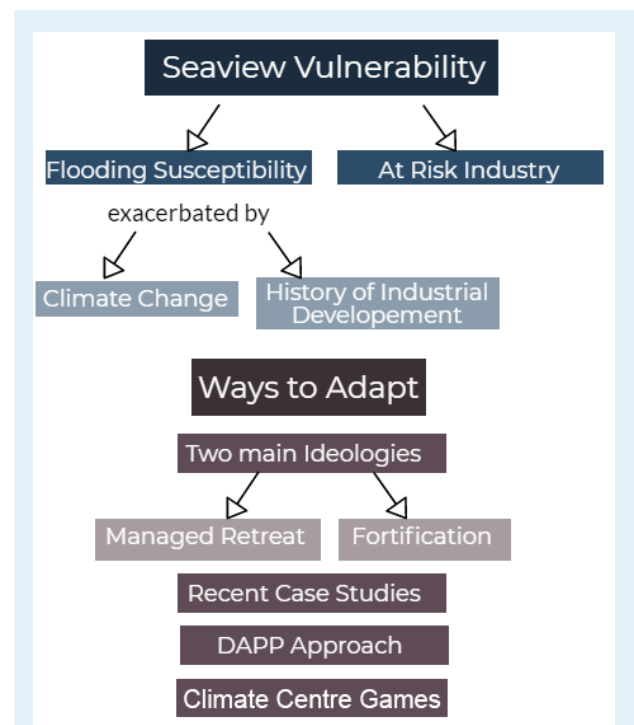 Seaview Vulnerability
Flooding Susceptibility
At Risk Industry
exacerbated by
Climate Change
History of Industrial
Developement
Ways to Adapt
Two main Ideologies
Managed Retreat
Fortification
Recent Case Studies
DAPP Approach
Climate Centre Games